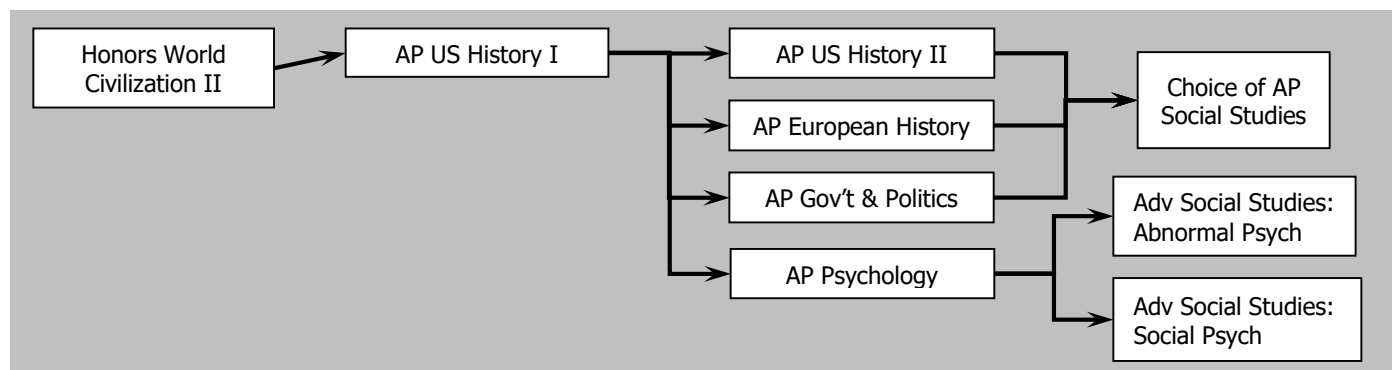 Honors World
Civilization II
AP US History I
AP US History II
AP European History
AP Gov’t & Politics
AP Psychology
Choice of AP
Social Studies
Adv Social Studies:
Abnormal Psych
Adv Social Studies:
Social Psych